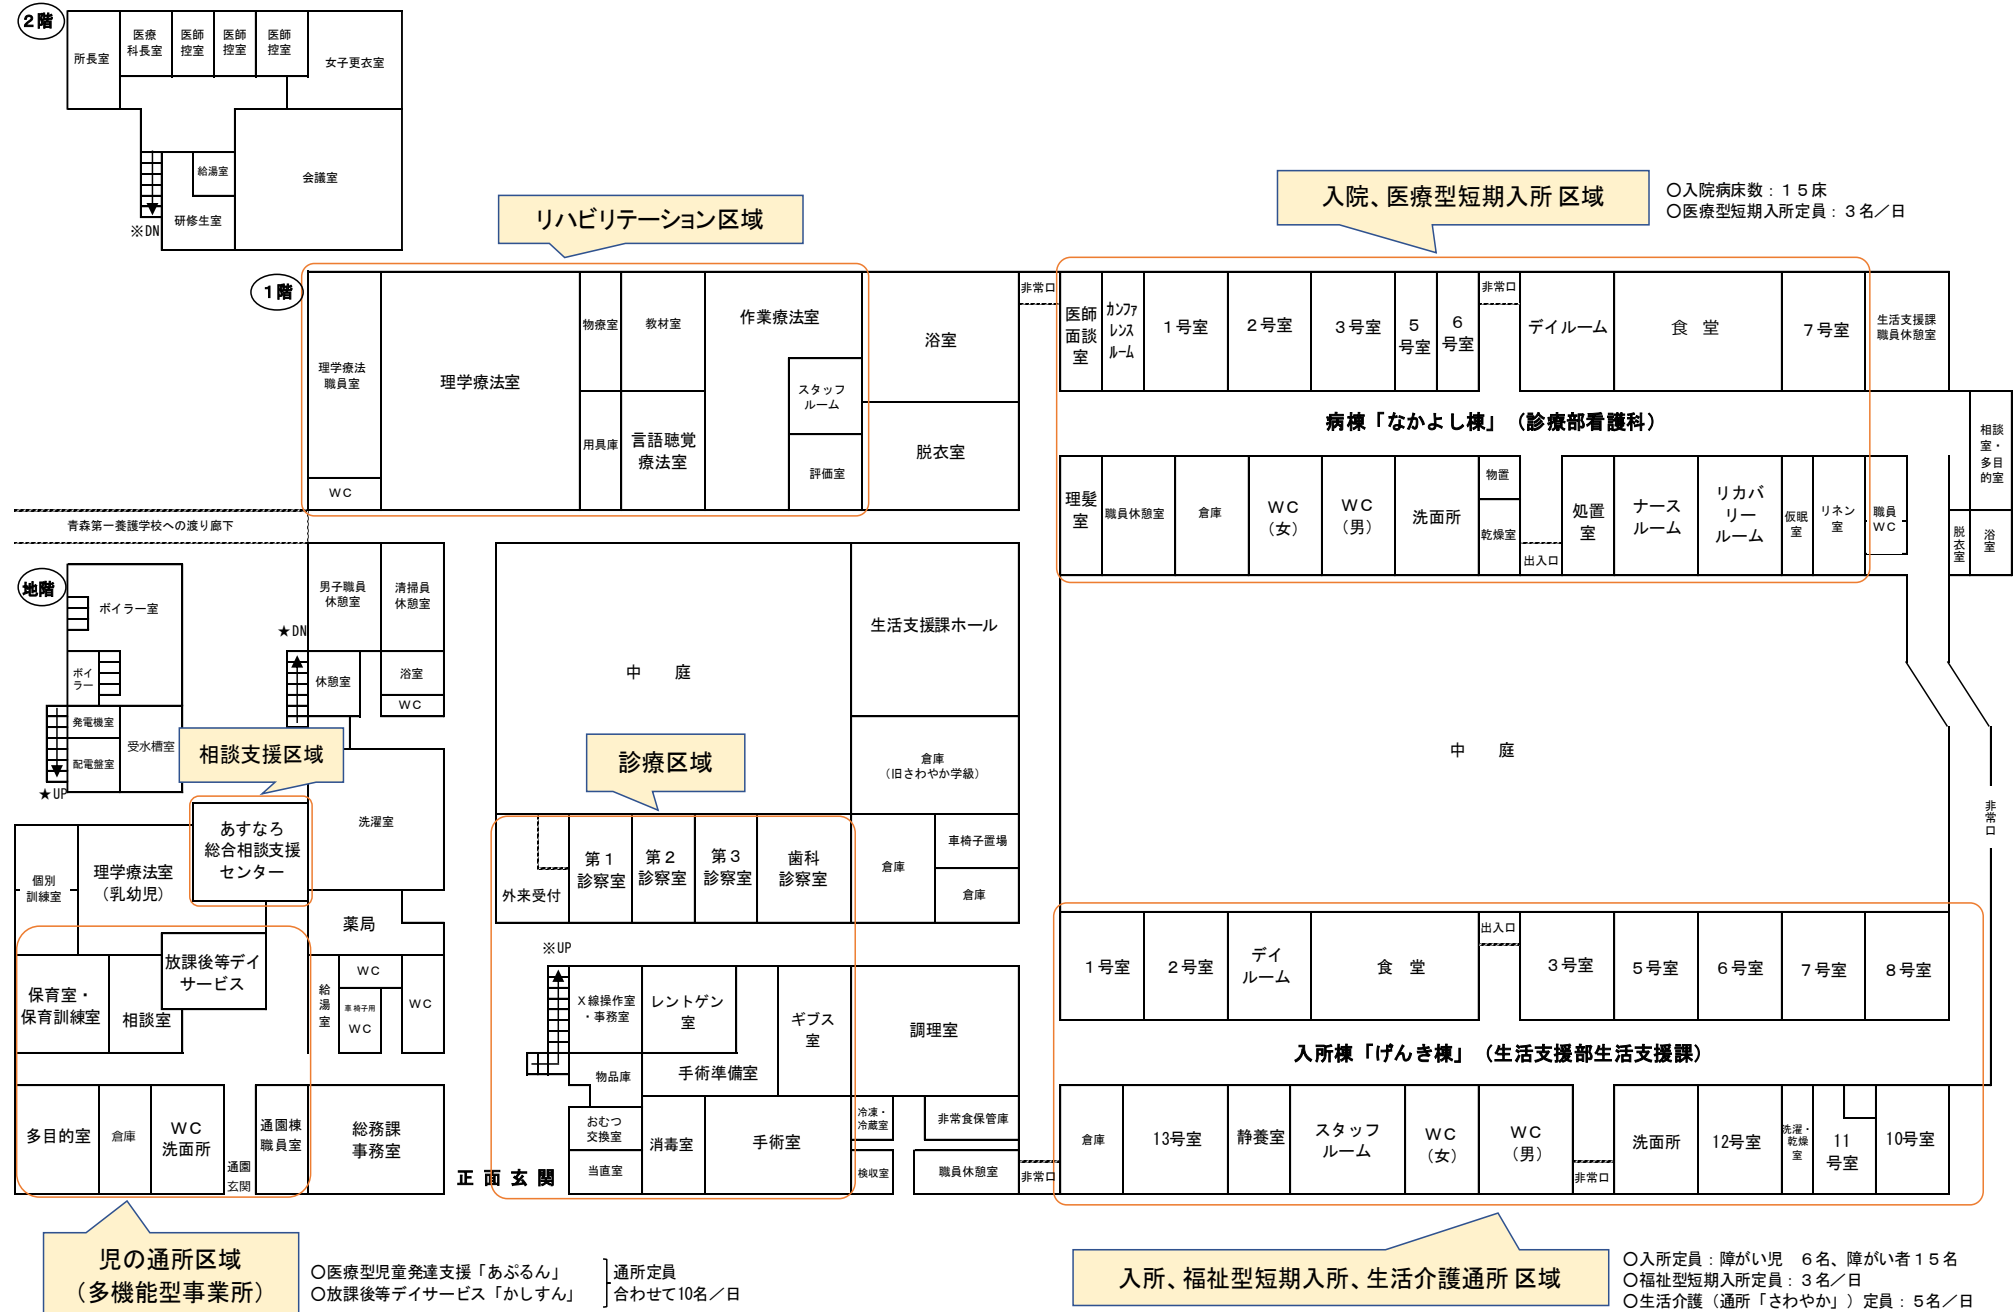 2階
所長室
医療
科長室
医師
控室
医師
控室
医師
控室
女子更衣室
給湯室
研修生室
会議室
※DN
リハビリテーション区域
入院、医療型短期入所 区域
○入院病床数：１５床
○医療型短期入所定員：３名／日
1階
理学療法
職員室
WC
理学療法室
物療室
用具庫
教材室
言語聴覚
療法室
作業療法室
スタッフ
ルーム
評価室
浴室
脱衣室
非常口
医師
面談
室
ｶﾝﾌｧ
ﾚﾝｽ
ﾙｰﾑ
１号室
２号室
３号室
５
号室
６
号室
非常口
デイルーム
食　堂
７号室
生活支援課
職員休憩室
病棟「なかよし棟」（診療部看護科）
相談
室・
多目
的室
理髪
室
職員休憩室
倉庫
WC
（女）
WC
（男）
洗面所
物置
乾燥室
出入口
処置
室
ナース
ルーム
リカバ
リー
ルーム
仮眠
室
リネン
室
職員
WC
脱
衣
室
浴
室
青森第一養護学校への渡り廊下
地階
ボイラー室
ボイ
ラー
発電機室
配電盤室
受水槽室
★UP
★DN
男子職員
休憩室
清掃員
休憩室
休憩室
浴室
WC
中　庭
生活支援課ホール
倉庫
（旧さわやか学級）
中　庭
非
常
口
相談支援区域
診療区域
洗濯室
あすなろ
総合相談支援
センター
個別
訓練室
理学療法室
（乳幼児）
薬局
外来受付
第１
診察室
第２
診察室
第３
診察室
歯科
診察室
倉庫
車椅子置場
倉庫
保育室・
保育訓練室
相談室
放課後等デイ
サービス
給
湯
室
WC
車椅子用
WC
WC
※UP
X線操作室
・事務室
レントゲン
室
ギプス
室
調理室
物品庫
手術準備室
１号室
２号室
デイ
ルーム
食　堂
出入口
３号室
５号室
６号室
７号室
８号室
入所棟「げんき棟」（生活支援部生活支援課）
多目的室
倉庫
WC
洗面所
通園
玄関
通園棟
職員室
総務課
事務室
正面玄関
おむつ
交換室
当直室
消毒室
手術室
冷凍・
冷蔵室
検収室
非常食保管庫
職員休憩室
非常口
倉庫
13号室
静養室
スタッフ
ルーム
WC
（女）
WC
（男）
非常口
洗面所
12号室
洗濯・
乾燥
室
11
号室
10号室
児の通所区域
（多機能型事業所）
○医療型児童発達支援「あぷるん」
○放課後等デイサービス「かしすん」
通所定員
合わせて10名／日
入所、福祉型短期入所、生活介護通所 区域
○入所定員：障がい児　６名、障がい者１５名
○福祉型短期入所定員：３名／日
○生活介護（通所「さわやか」）定員：５名／日